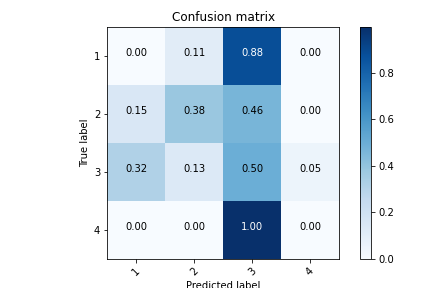 Confusion matrix
1 0.00 0.11 0.88 0.00
2 0.15 0.38 0.46 0.00
3 0.32 0.13 0.50 0.05
4 0.00 0.00 1.00 0.00
1 2 3 4
True label
Predicted label
0.8
0.6
0.4
0.2
0.0